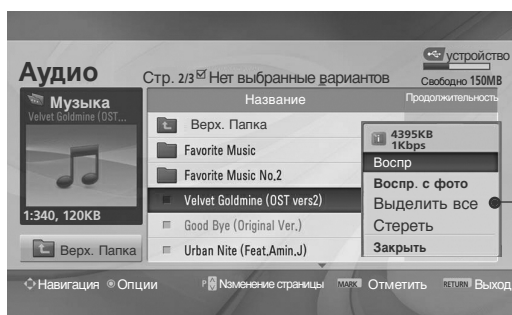 устройство
Аудио
Стр. 2/3 Нет выбранные вариантов
Свободно 150MB
Музыка
Velvet Goldmine (OST...
Название
Продолжительность
Верх. Папка
Favorite Music
Favorite Music No.2
Velvet Goldmine (OST vers2)
Good Bye (Original Ver.)
Urban Nite (Feat,Amin,J)
4395KB
1Kbps
Воспр
Воспр. с фото
Выделить все
Стереть
Закрыть
1:340, 120KB
Верх. Папка
Навигация Опции P Nзменение страницы MARK Отметить RETURN Выход